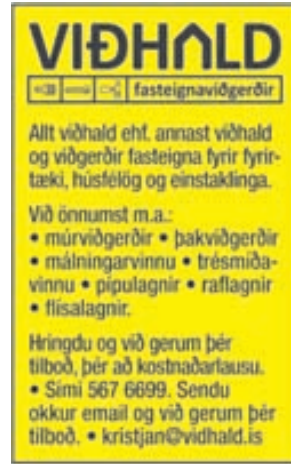 VIÐHALD
fasteignaviðgerðir
Allt viðhald ehf. annast viðhald
og viðgerðir fasteigna fyrir fyrir-
tæki, húsfélög og einstaklinga.
Við önnumst m.a.:
• múrviðgerðir • þakviðgerðir
• málningarvinnu • trésmíða-
vinnu • pípulagnir • raflagnir
• flísalagnir.
Hringdu og við gerum þér
tilboð, þér að kostnaðarlausu.
• Sími 567 6699. Sendu
okkur email og við gerum þér
tilboð. • kristjan@vidhald.is